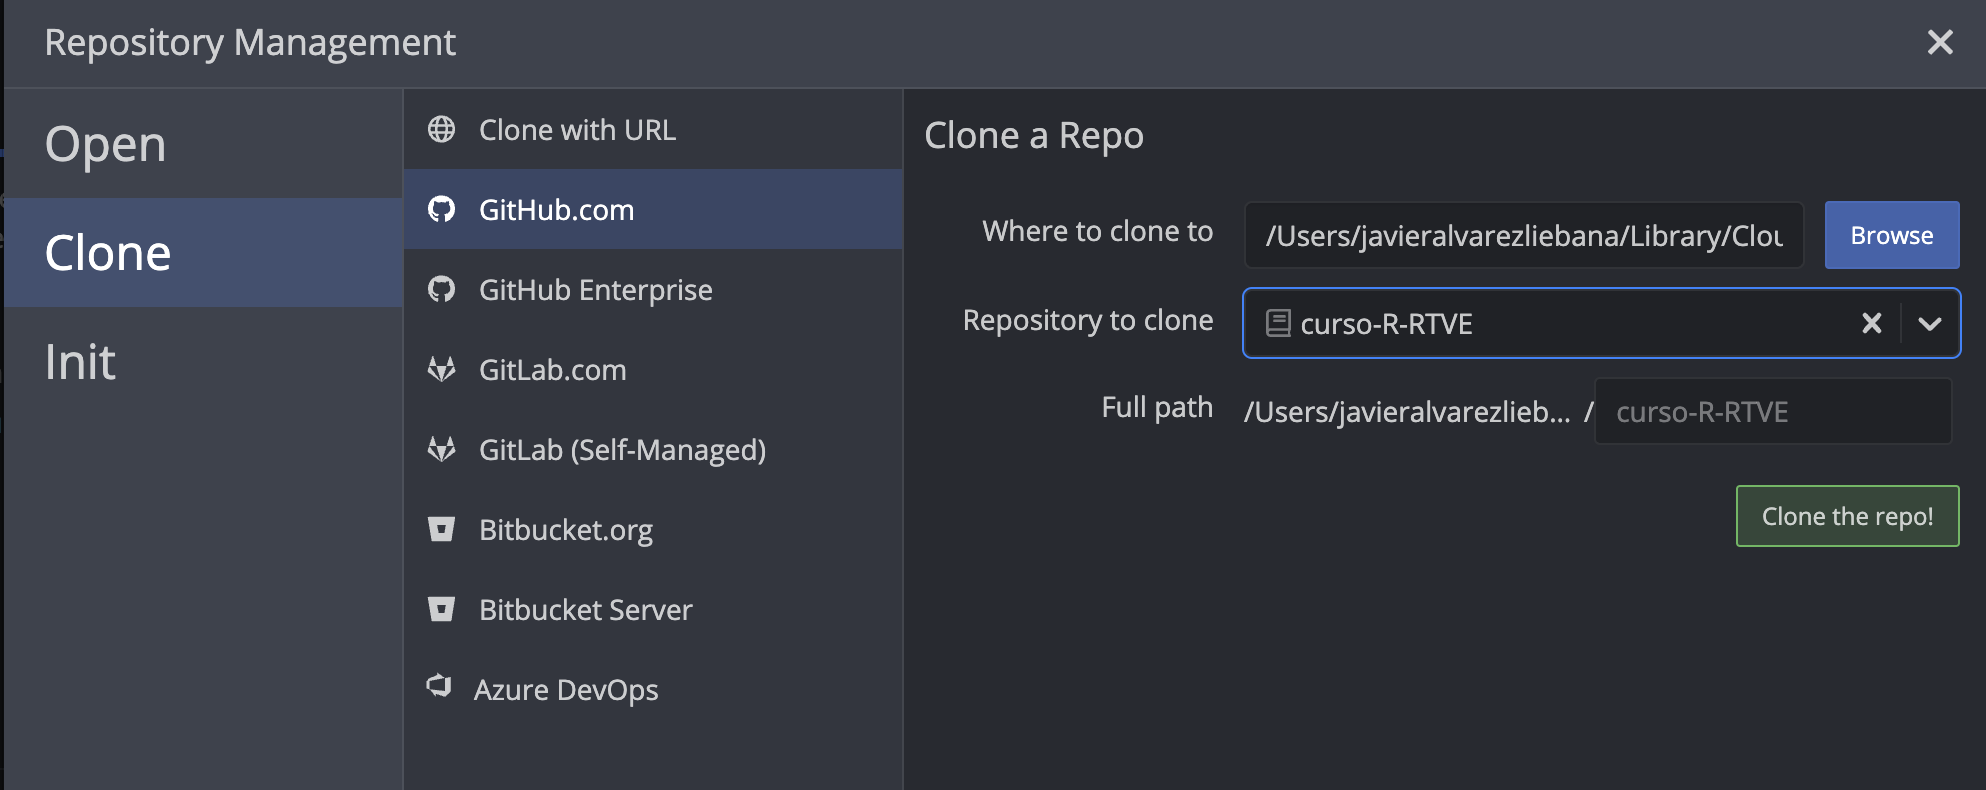 Repository Management
Open
Clone
Init
Clone with URL
GitHub.com
GitHub Enterprise
GitLab.com
GitLab (Self-Managed)
Bitbucket.org
Bitbucket Server
Azure DevOps
Clone a Repo
Where to clone to /Users/javieralvarezliebana/Library/Clou Browse
Repository to clone curso-R-RTVE
Full path /Users/javieralvarezlieb... / curso-R-RTVE
Clone the repo!